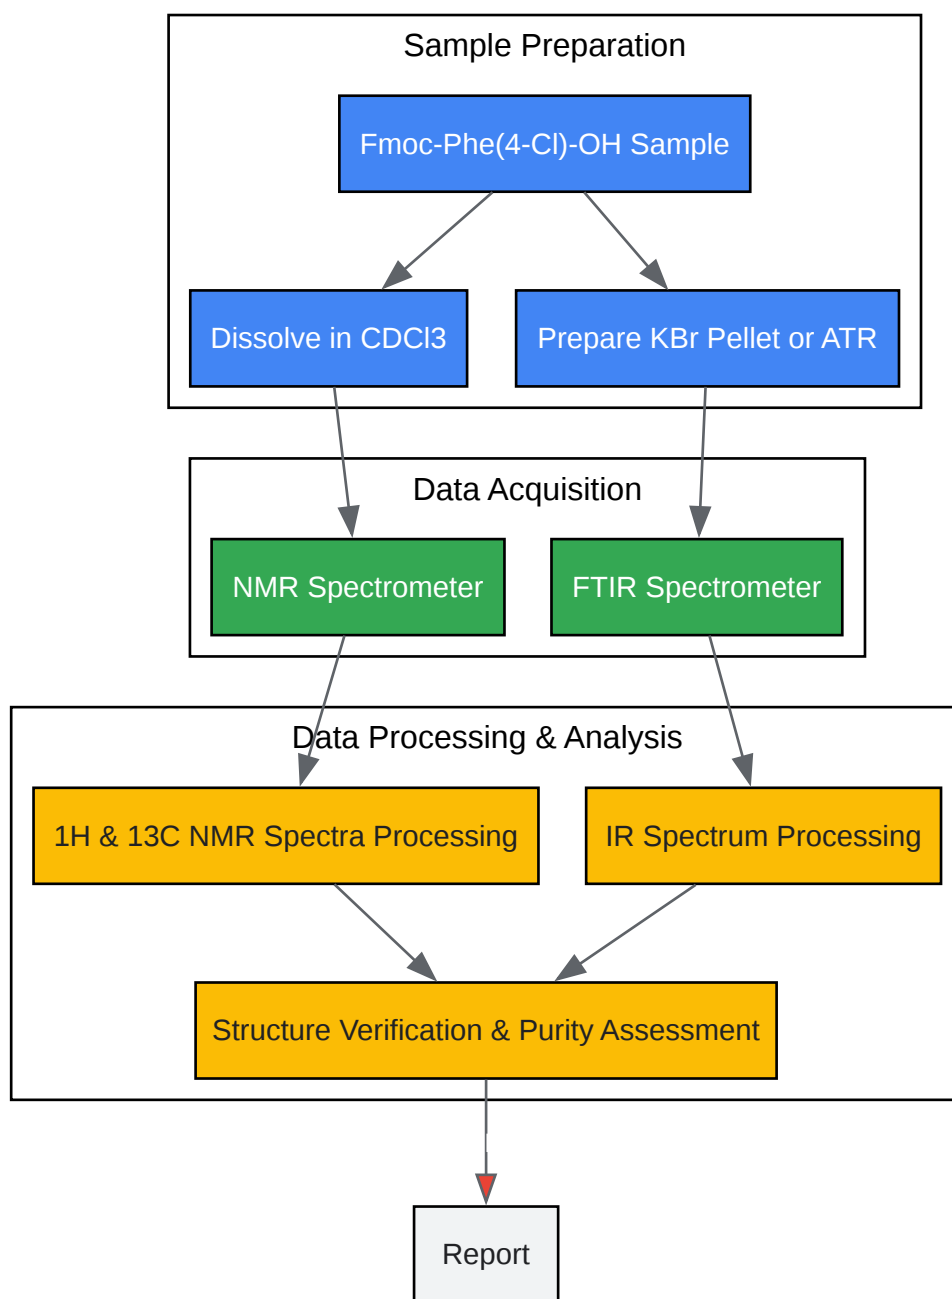 Sample Preparation
Fmoc-Phe(4-Cl)-OH Sample
Dissolve in CDCl3
Prepare KBr Pellet or ATR
Data Acquisition
NMR Spectrometer
FTIR Spectrometer
Data Processing & Analysis
1H & 13C NMR Spectra Processing
IR Spectrum Processing
Structure Verification & Purity Assessment
Report